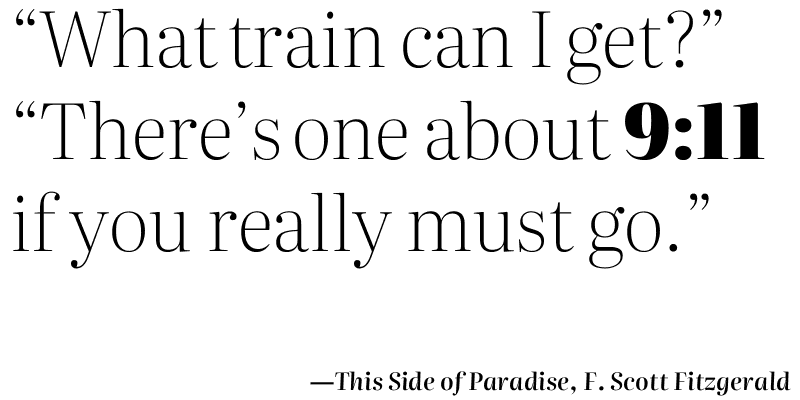 “What train can I get?”
“There’s one about 9:11
if you really must go.”
—This Side of Paradise, F. Scott Fitzgerald